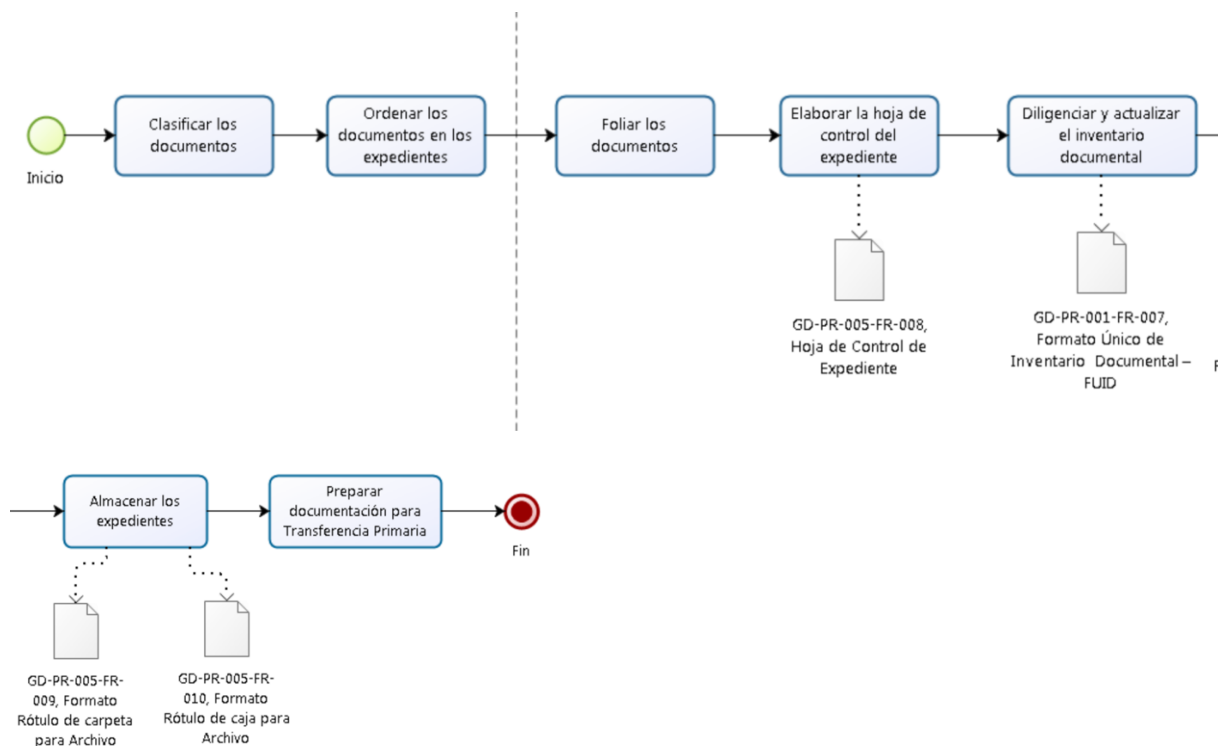 Inicio
Clasificar los
documentos
Ordenar los
documentos en los
expedientes
Foliar los
documentos
Elaborar la hoja de
control del
expediente
Diligenciar y actualizar
el inventario
documental
GD-PR-005-FR-008,
Hoja de Control de
Expediente
GD-PR-001-FR-007,
Formato Único de
Inventario Documental –
FUID
Almacenar los
expedientes
Preparar
documentación para
Transferencia Primaria
Fin
GD-PR-005-FR-
009, Formato
Rótulo de carpeta
para Archivo
GD-PR-005-FR-
010, Formato
Rótulo de caja para
Archivo